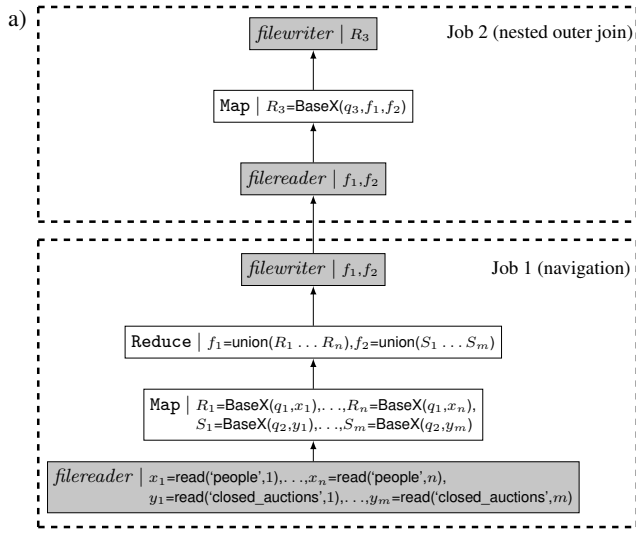 a)
filewriter | R₃
Job 2 (nested outer join)
Map | R₃=BaseX(q₃,f₁,f₂)
filereader | f₁,f₂
filewriter | f₁,f₂
Job 1 (navigation)
Reduce | f₁=union(R₁ ... Rₙ),f₂=union(S₁ ... Sₘ)
Map | R₁=BaseX(q₁,x₁),...,Rₙ=BaseX(q₁,xₙ),
S₁=BaseX(q₂,y₁),...,Sₘ=BaseX(q₂,yₘ)
filereader | x₁=read(‘people’,1),...,xₙ=read(‘people’,n),
y₁=read(‘closed_auctions’,1),...,yₘ=read(‘closed_auctions’,m)